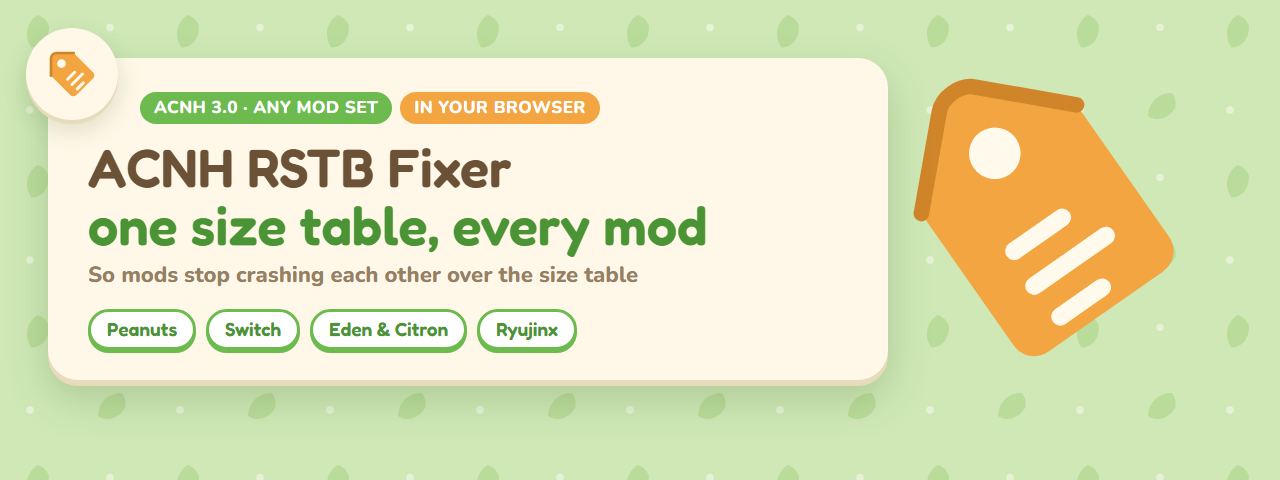 ACNH 3.0 · ANY MOD SET IN YOUR BROWSER
ACNH RSTB Fixer
one size table, every mod
So mods stop crashing each other over the size table
Peanuts Switch Eden & Citron Ryujinx